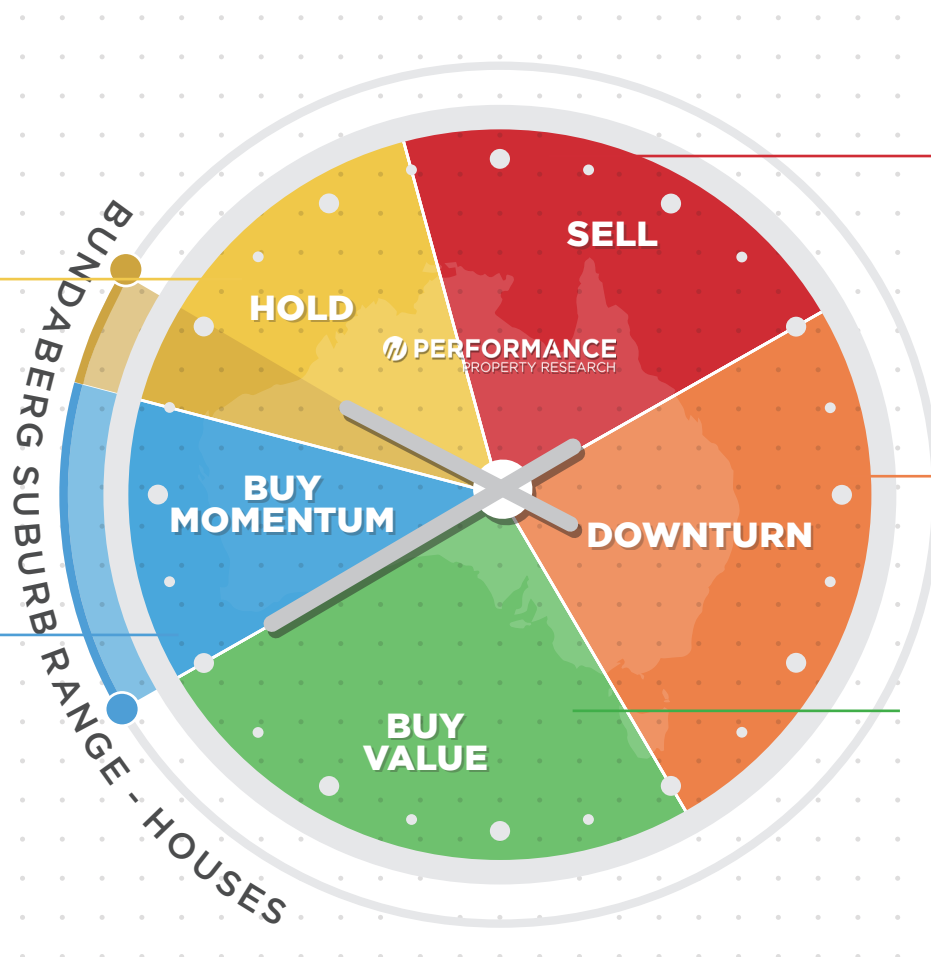 SELL
HOLD
PERFORMANCE
PROPERTY RESEARCH
BUY
MOMENTUM
DOWNTURN
BUY
VALUE
BUNDABERG SUBURB RANGE - HOUSES